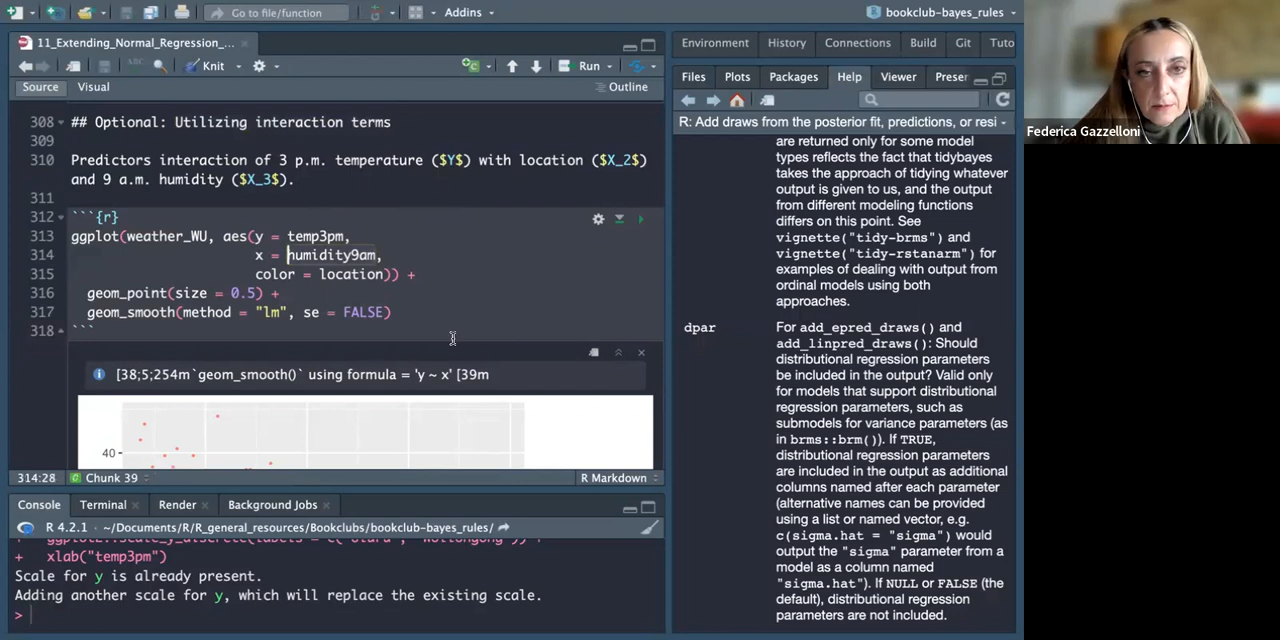 Go to file/function
Addins
bookclub-bayes_rules
11_Extending_Normal_Regression_...
Knit
Run
Source
Visual
Outline
308 ## Optional: Utilizing interaction terms
309
310 Predictors interaction of 3 p.m. temperature ($Y$) with location ($X_2$)
and 9 a.m. humidity ($X_3$).
311
312 ```{r}
313 ggplot(weather_WU, aes(y = temp3pm,
314 x = humidity9am,
315 color = location)) +
316 geom_point(size = 0.5) +
317 geom_smooth(method = "lm", se = FALSE)
318 ```
[38;5;254m`geom_smooth()` using formula = 'y ~ x' [39m
40
314:28
Chunk 39
R Markdown
Console
Terminal
Render
Background Jobs
R 4.2.1 · ~/Documents/R/R_general_resources/Bookclubs/bookclub-bayes_rules/
+ xlab("temp3pm")
Scale for y is already present.
Adding another scale for y, which will replace the existing scale.
>
Environment
History
Connections
Build
Git
Tuto
Files
Plots
Packages
Help
Viewer
Preser
R: Add draws from the posterior fit, predictions, or resi
are returned only for some model
types reflects the fact that tidybayes
takes the approach of tidying whatever
output is given to us, and the output
from different modeling functions
differs on this point. See
vignette("tidy-brms") and
vignette("tidy-rstanarm") for
examples of dealing with output from
ordinal models using both
approaches.
dpar
For add_epred_draws() and
add_linpred_draws(): Should
distributional regression parameters
be included in the output? Valid only
for models that support distributional
regression parameters, such as
submodels for variance parameters (as
in brms::brm()). If TRUE,
distributional regression parameters
are included in the output as additional
columns named after each parameter
(alternative names can be provided
using a list or named vector, e.g.
c(sigma.hat = "sigma") would
output the "sigma" parameter from a
model as a column named
"sigma.hat"). If NULL or FALSE (the
default), distributional regression
parameters are not included.
Federica Gazzelloni